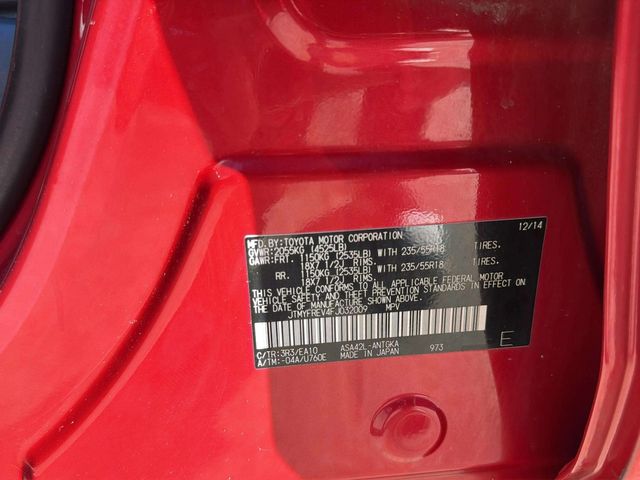 MFD.BY:TOYOTA MOTOR CORPORATION 12/14
GVWR:2055KG (4525LB)
GAWR:FRT. 1150KG (2535LB) WITH 235/55R18 TIRES.
18X7 1/2J RIMS.
RR. 1150KG (2535LB) WITH 235/55R18 TIRES.
18X7 1/2J RIMS.
THIS VEHICLE CONFORMS TO ALL APPLICABLE FEDERAL MOTOR
VEHICLE SAFETY STANDARDS IN EFFECT ON
THE DATE OF MANUFACTURE SHOWN ABOVE.
JTMYFREV4FJ032009 MPV
C/TR:3R3/EA10 ASA42L-ANTGKA
A/TM:-04A/U760E MADE IN JAPAN 973
E